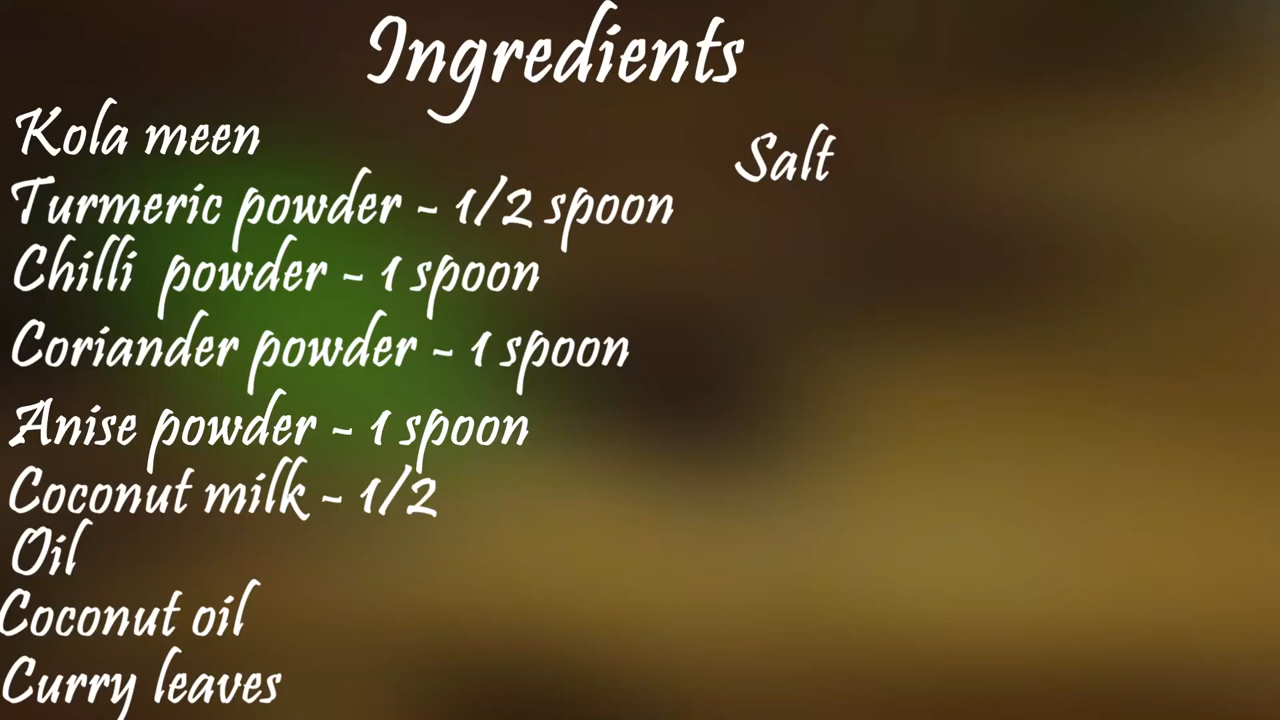 Ingredients
Kola meen
Turmeric powder - 1/2 spoon
Chilli powder - 1 spoon
Coriander powder - 1 spoon
Anise powder - 1 spoon
Coconut milk - 1/2
Oil
Coconut oil
Curry leaves
Salt